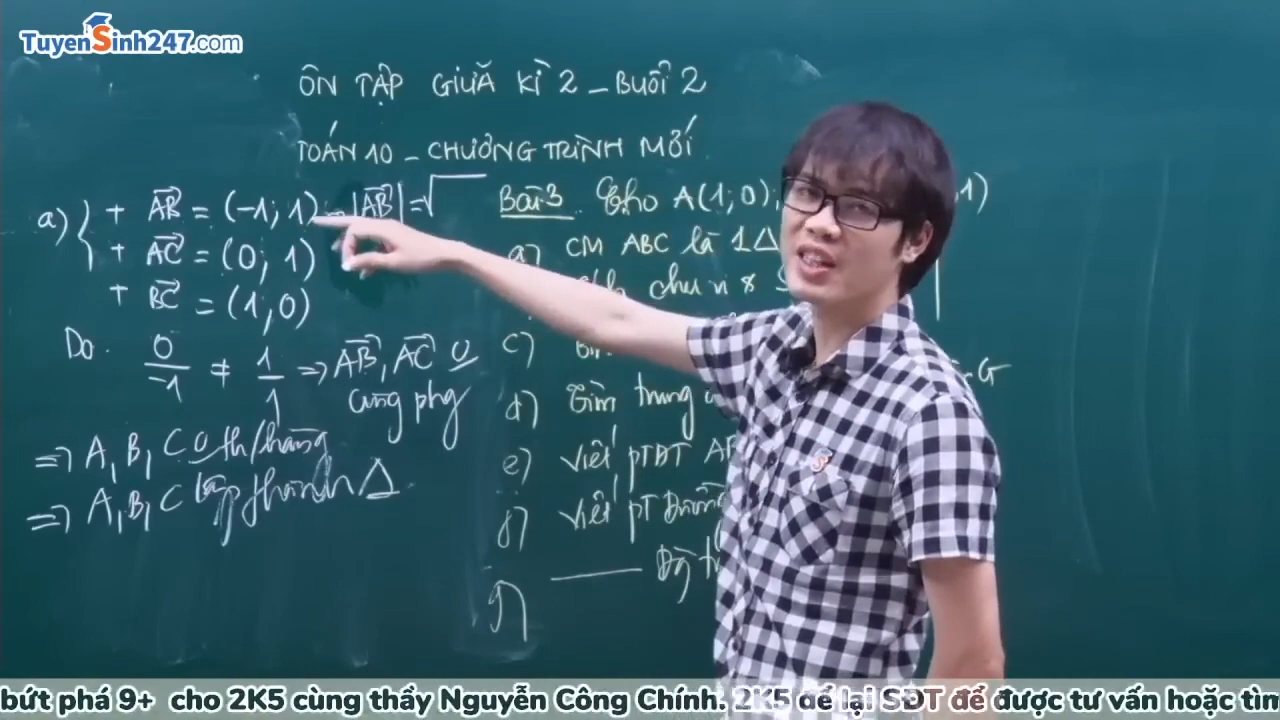 TuyenSinh247.com
ÔN TẬP GIỮA KÌ 2 - BUỔI 2
TOÁN 10 - CHƯƠNG TRÌNH MỚI
a) + AB = (-1; 1) → |AB| = √
+ AC = (0; 1)
+ BC = (1; 0)
Do 0/-1 ≠ 1/1 => AB, AC
cùng phg
=> A, B, C th/hàng
=> A, B, C lập thành Δ
Bài 3 Cho A(1; 0), 1)
a) CM ABC là 1Δ
chu vi & S
c)
G
d) Tìm trung
e) Viết PTĐT AB
f) Viết PT Đường
g) Độ
bứt phá 9+ cho 2K5 cùng thầy Nguyễn Công Chính. 2K5 để lại SĐT để được tư vấn hoặc tìm